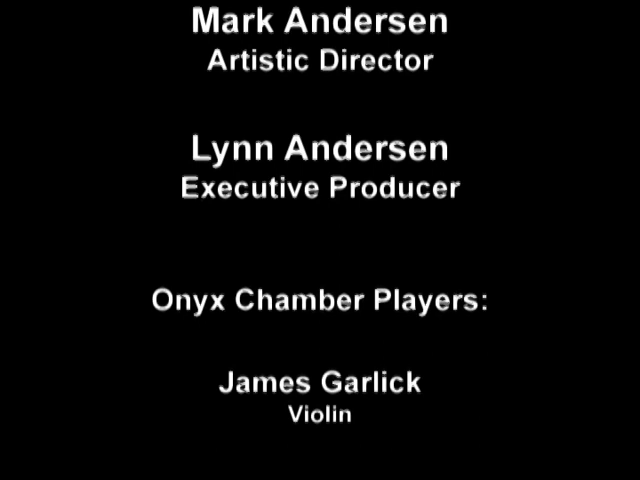 Mark Andersen
Artistic Director
Lynn Andersen
Executive Producer
Onyx Chamber Players:
James Garlick
Violin